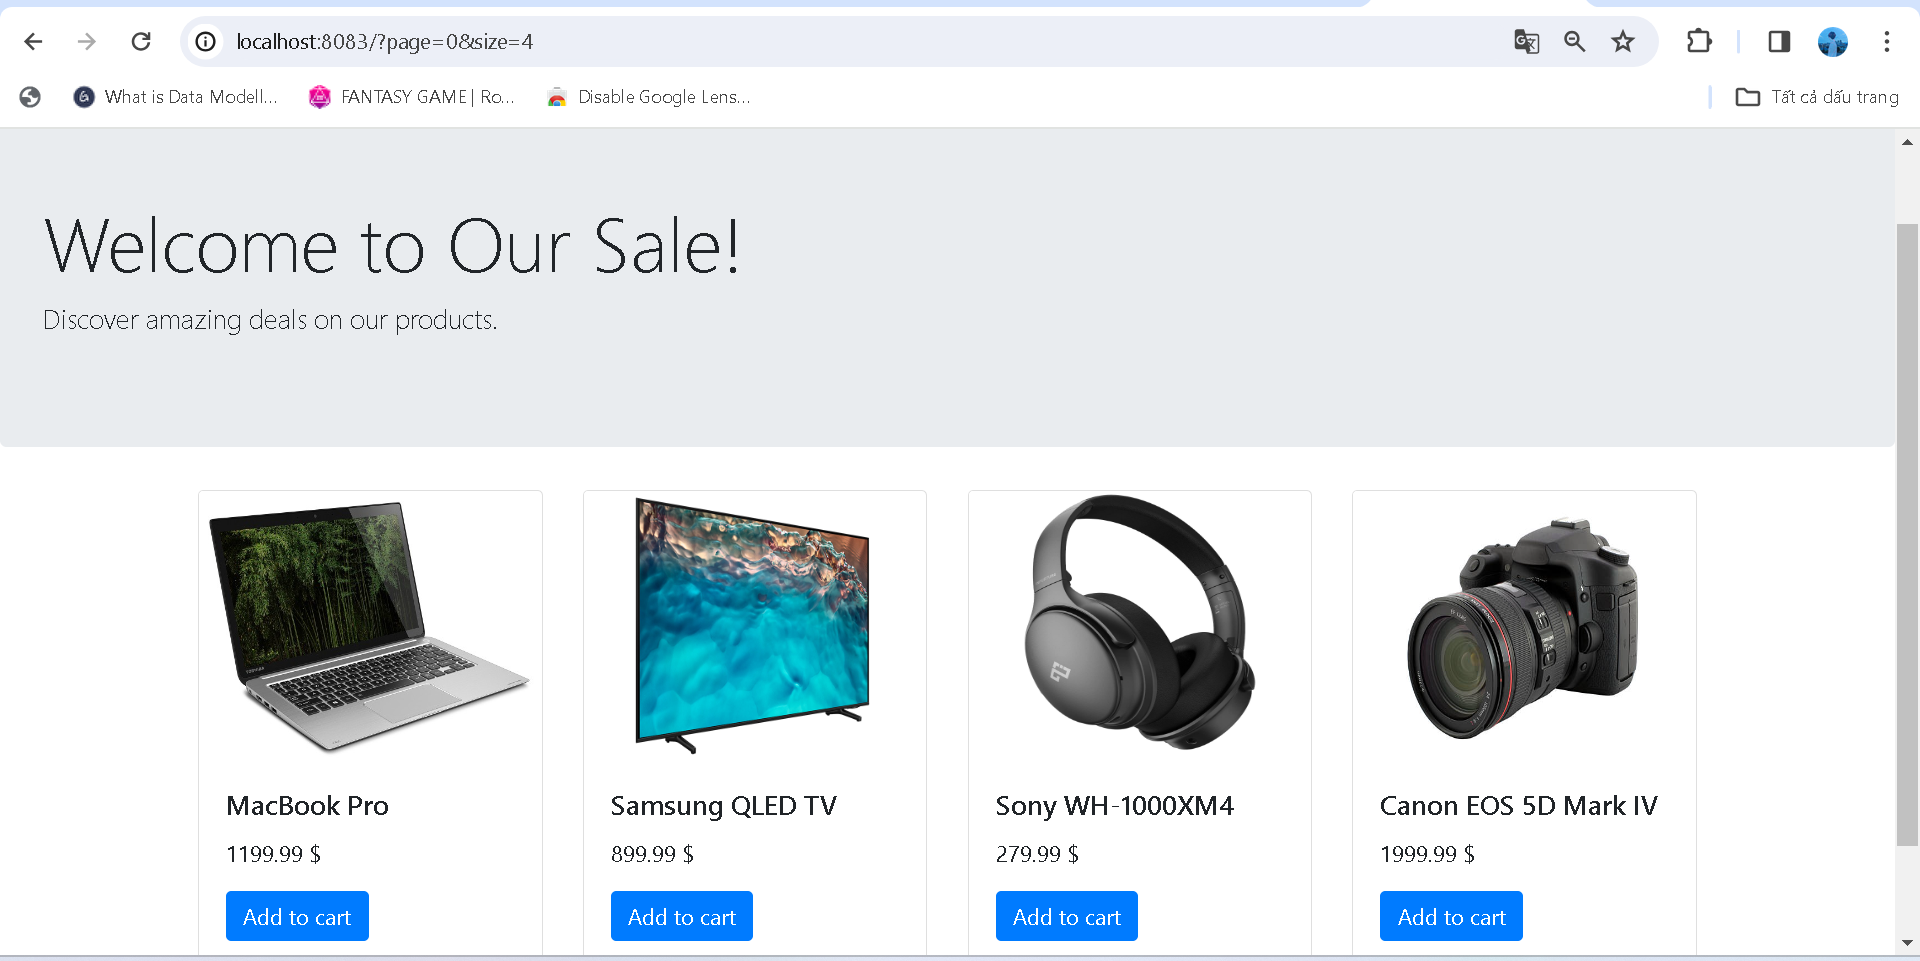 localhost:8083/?page=0&size=4
What is Data Modell...
FANTASY GAME | Ro...
Disable Google Lens...
Tất cả dấu trang
Welcome to Our Sale!
Discover amazing deals on our products.
MacBook Pro
Samsung QLED TV
Sony WH-1000XM4
Canon EOS 5D Mark IV
1199.99 $
899.99 $
279.99 $
1999.99 $
Add to cart
Add to cart
Add to cart
Add to cart